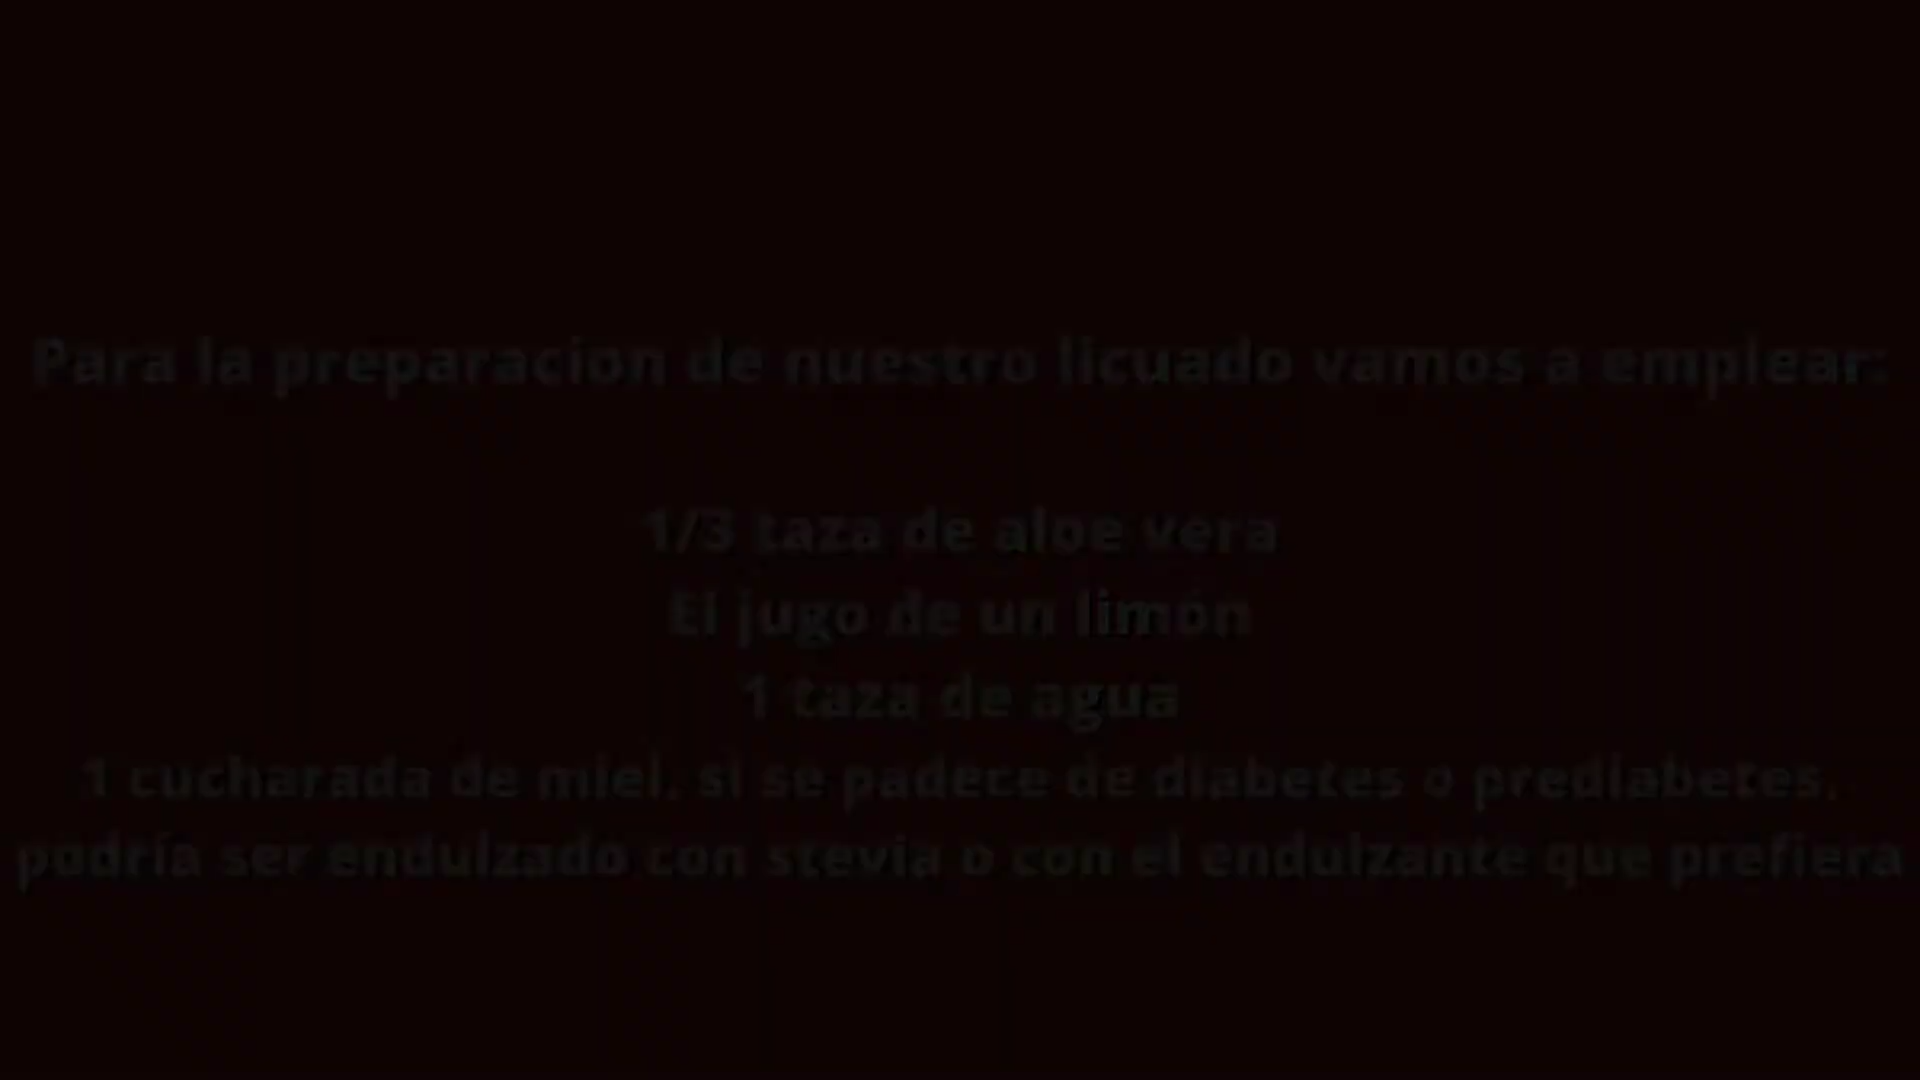 Para la preparacion de nuestro licuado vamos a emplear:
1/3 taza de aloe vera
El jugo de un limón
1 taza de agua
1 cucharada de miel, si se padece de diabetes o prediabetes,
podría ser endulzado con stevia o con el endulzante que prefiera